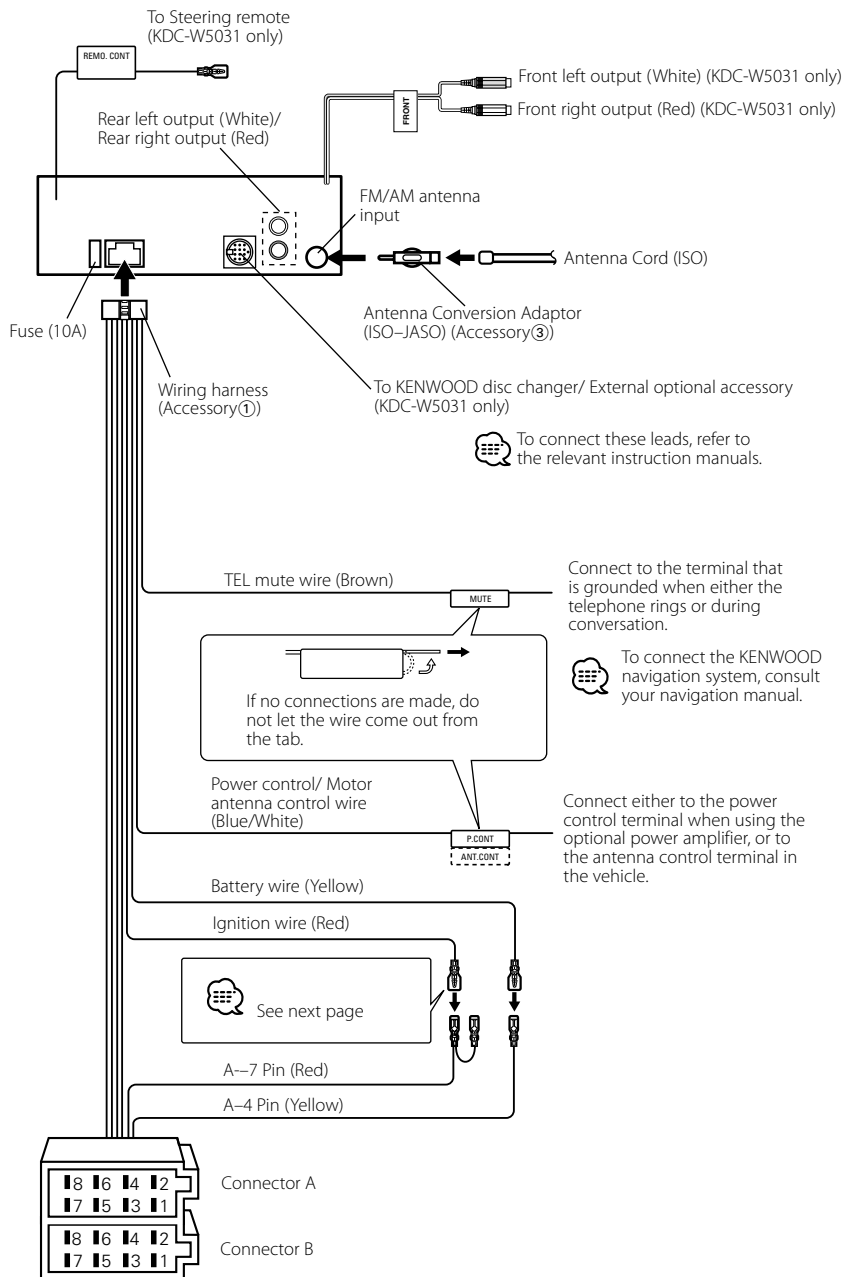 To Steering remote
(KDC-W5031 only)
REMO. CONT
Front left output (White) (KDC-W5031 only)
FRONT
Front right output (Red) (KDC-W5031 only)
Rear left output (White)/
Rear right output (Red)
FM/AM antenna
input
Antenna Cord (ISO)
Antenna Conversion Adaptor
(ISO–JASO) (Accessory③)
Fuse (10A)
Wiring harness
(Accessory①)
To KENWOOD disc changer/ External optional accessory
(KDC-W5031 only)
To connect these leads, refer to
the relevant instruction manuals.
TEL mute wire (Brown)
MUTE
Connect to the terminal that
is grounded when either the
telephone rings or during
conversation.
To connect the KENWOOD
navigation system, consult
your navigation manual.
If no connections are made, do
not let the wire come out from
the tab.
Power control/ Motor
antenna control wire
(Blue/White)
P.CONT
ANT.CONT
Connect either to the power
control terminal when using the
optional power amplifier, or to
the antenna control terminal in
the vehicle.
Battery wire (Yellow)
Ignition wire (Red)
See next page
A-–7 Pin (Red)
A–4 Pin (Yellow)
8 6 4 2
7 5 3 1
Connector A
8 6 4 2
7 5 3 1
Connector B